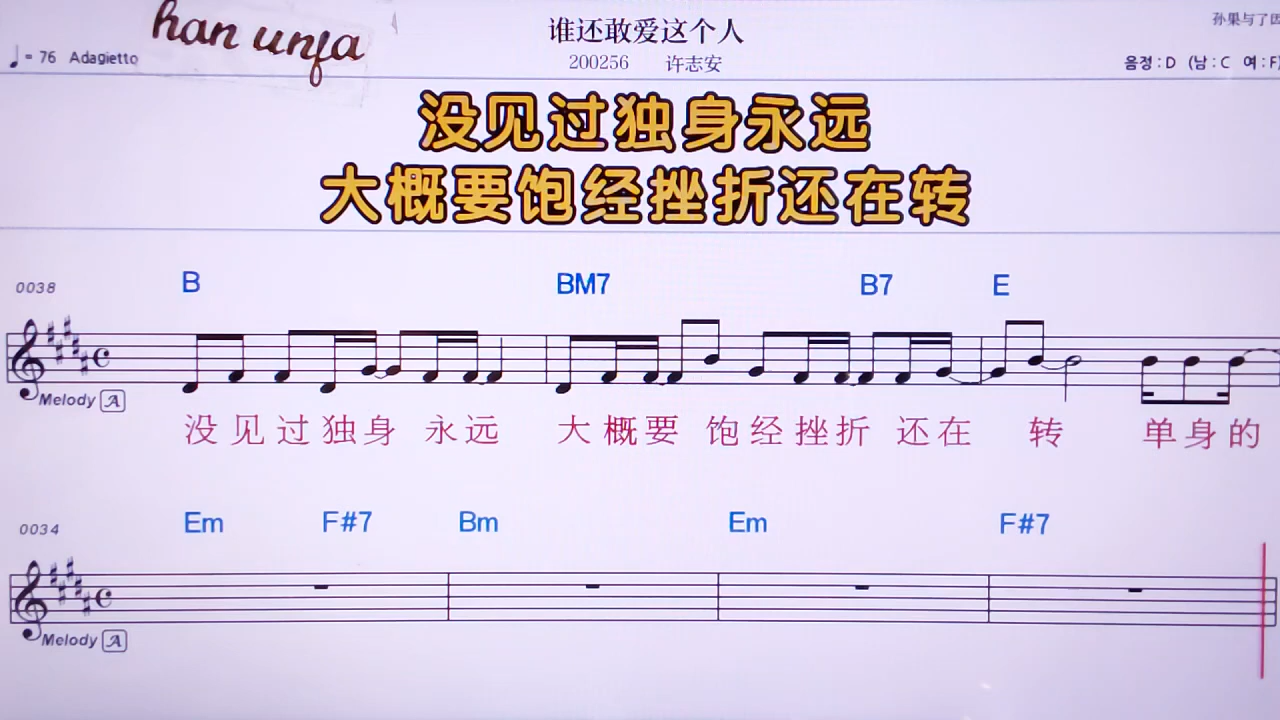 han unja
谁还敢爱这个人
孙果与了
♩= 76 Adagietto
200256 许志安
음정:D (남:C 여:F)
没见过独身永远
大概要饱经挫折还在转
B BM7 B7 E
0038
Melody A
没见过独身 永远 大概要 饱经挫折 还在 转 单身的
Em F#7 Bm Em F#7
0034
Melody A